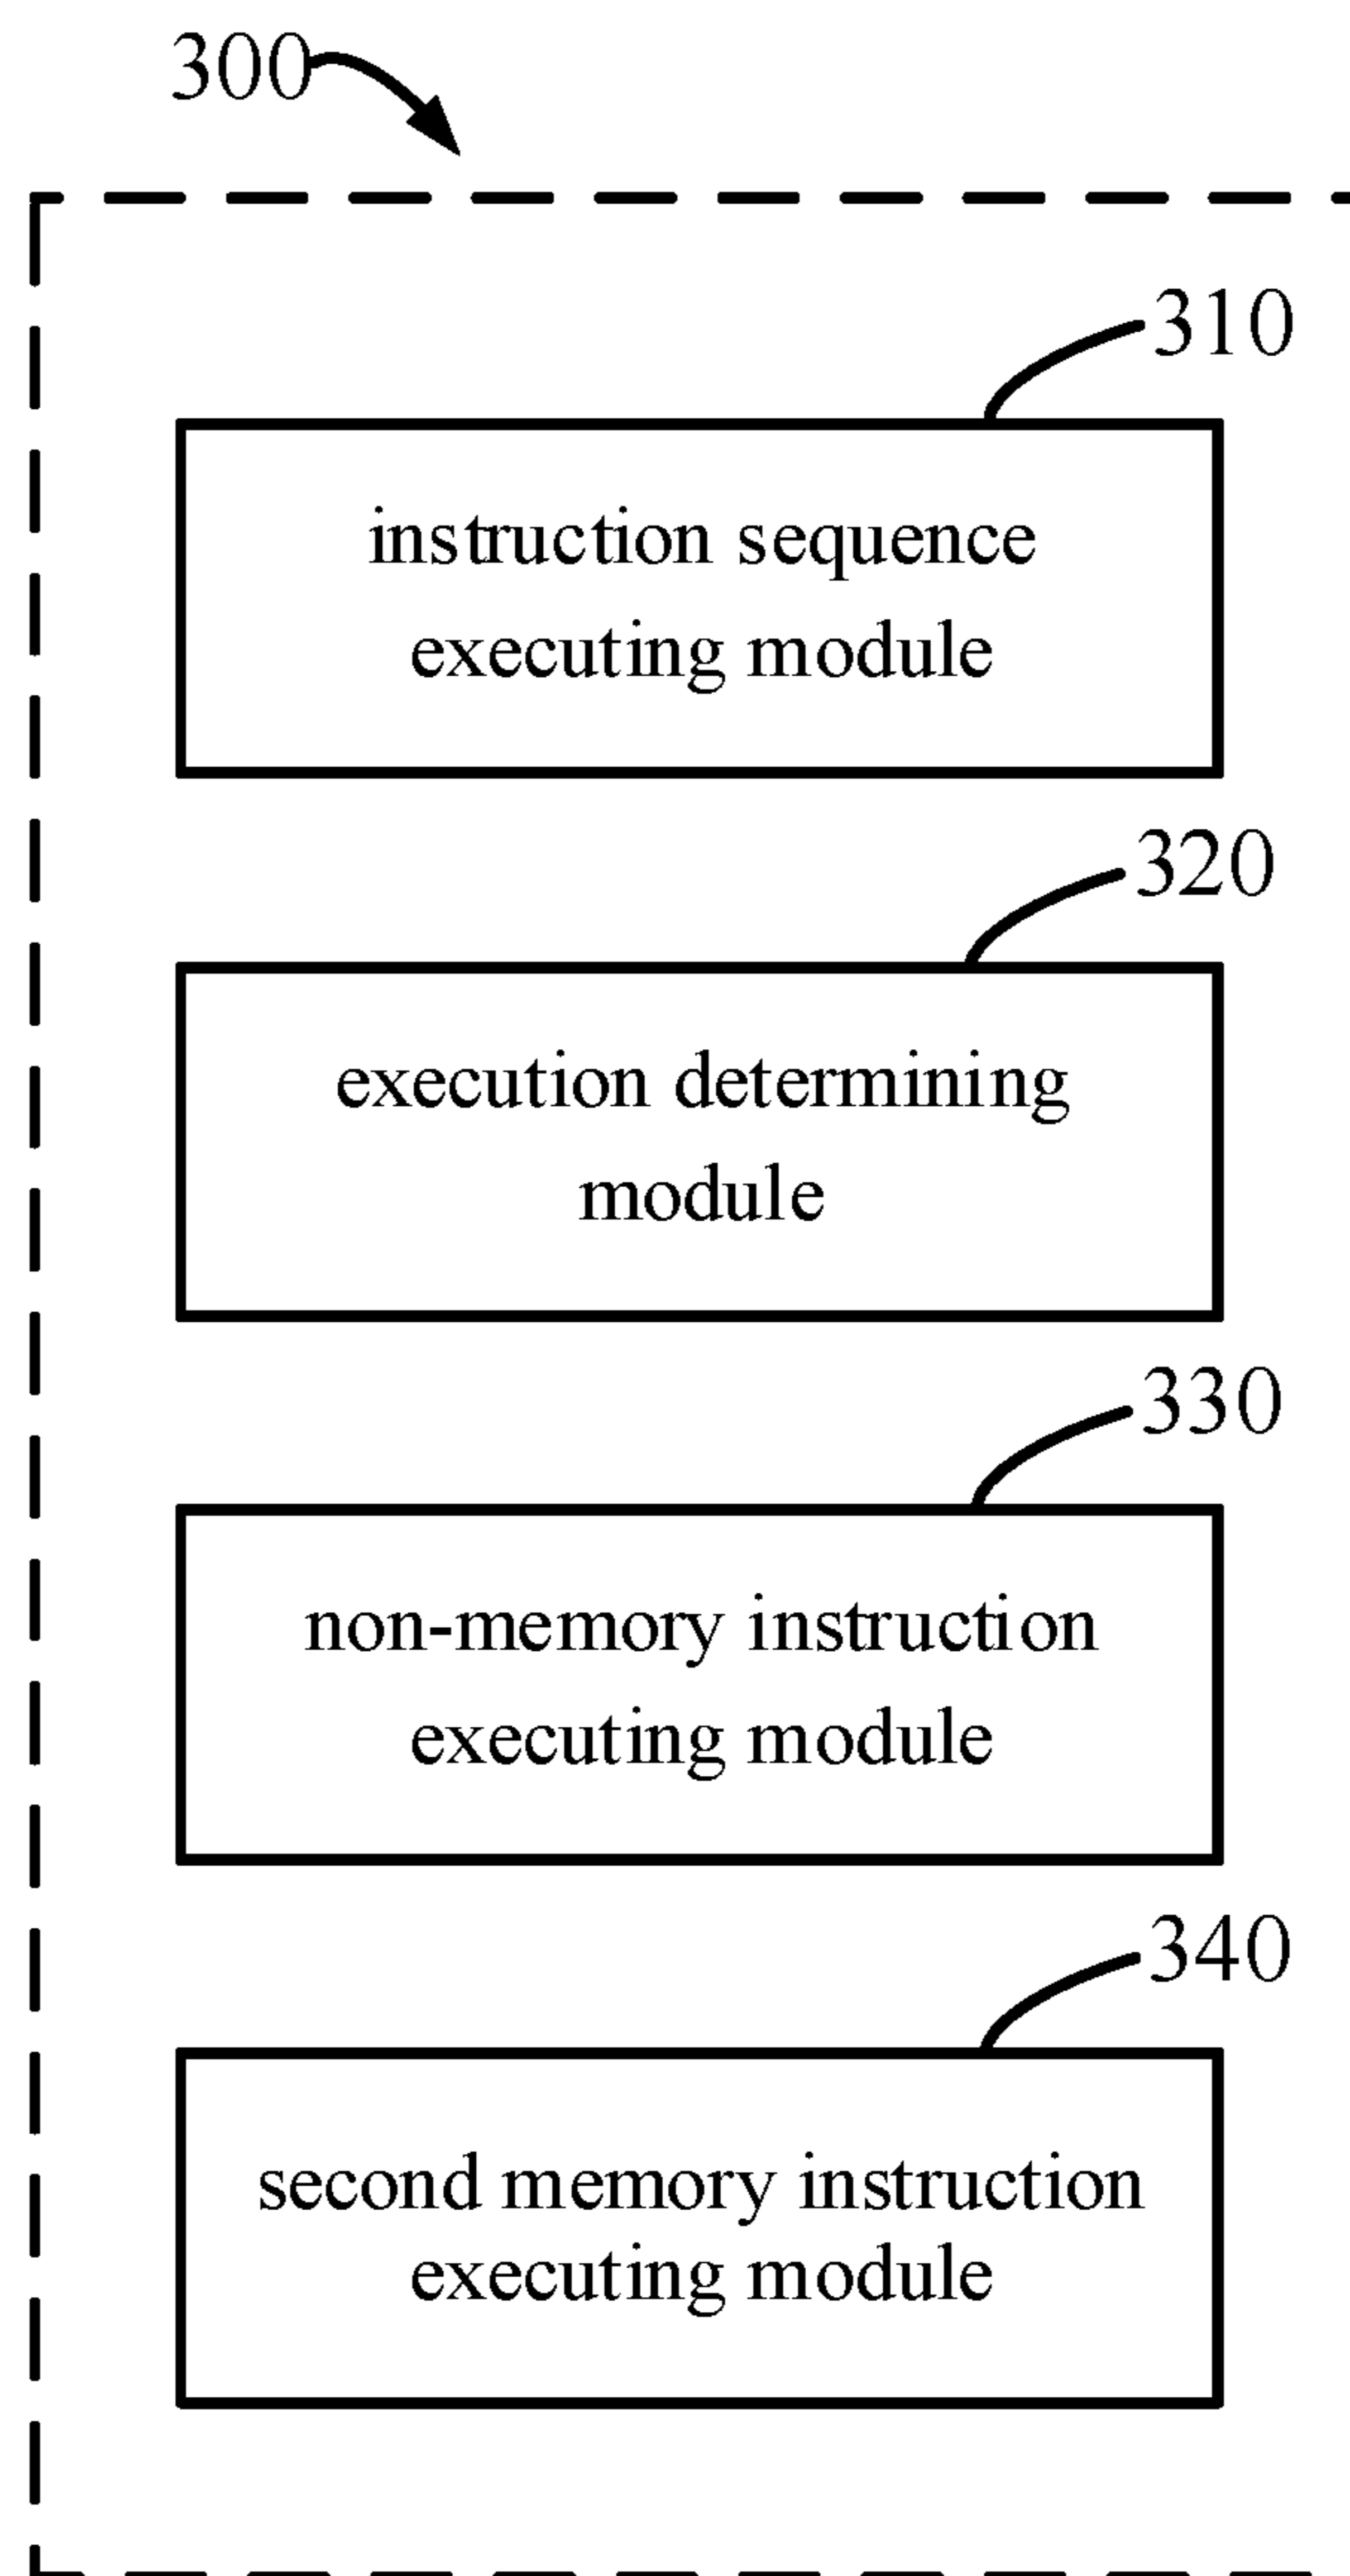 300
310
instruction sequence
executing module
320
execution determining
module
330
non-memory instruction
executing module
340
second memory instruction
executing module